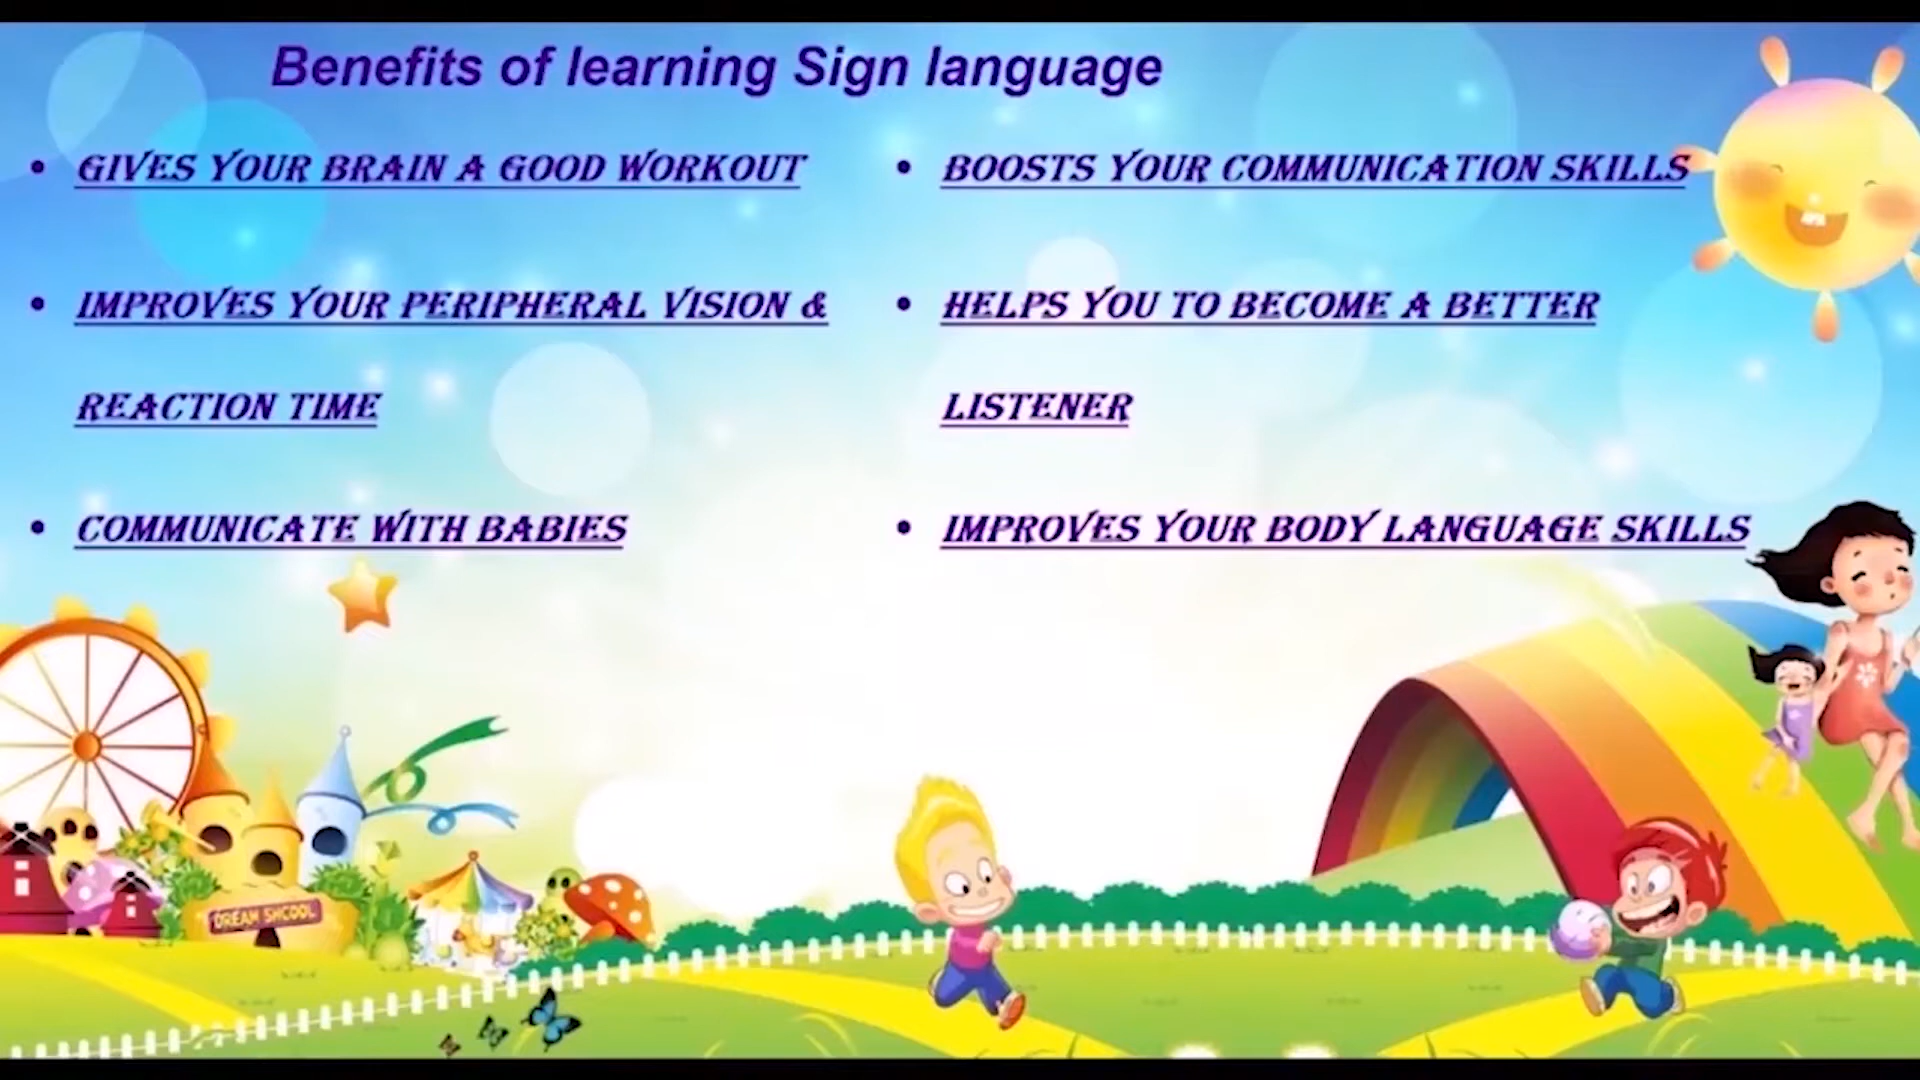 Benefits of learning Sign language
• GIVES YOUR BRAIN A GOOD WORKOUT
• IMPROVES YOUR PERIPHERAL VISION &
REACTION TIME
• COMMUNICATE WITH BABIES
• BOOSTS YOUR COMMUNICATION SKILLS
• HELPS YOU TO BECOME A BETTER
LISTENER
• IMPROVES YOUR BODY LANGUAGE SKILLS
DREAM SHCOOL